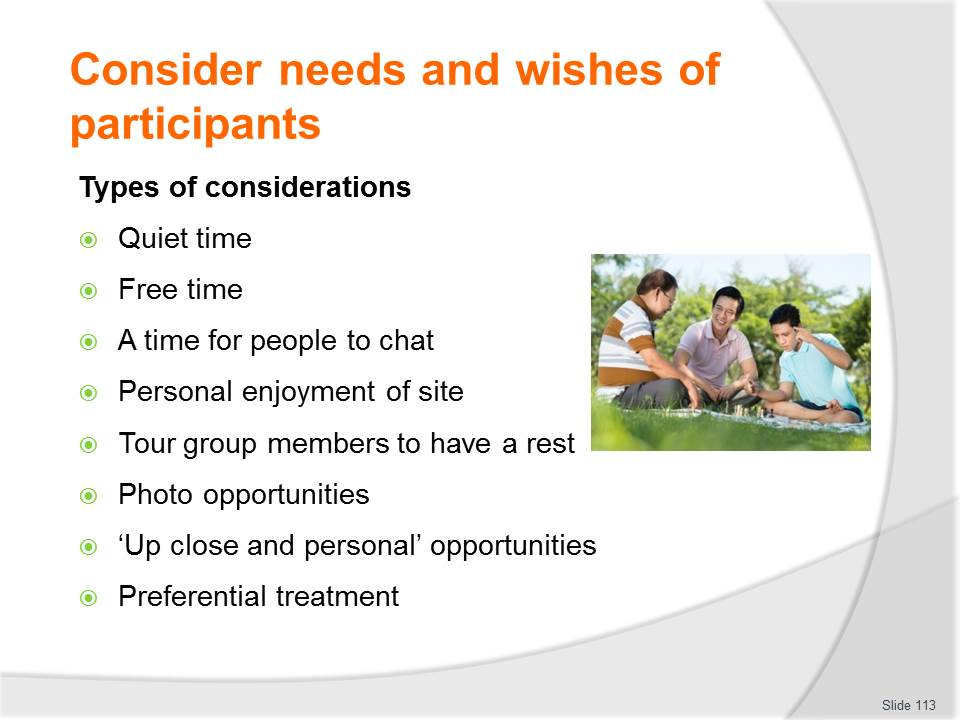 Consider needs and wishes of
participants
Types of considerations
Quiet time
Free time
A time for people to chat
Personal enjoyment of site
Tour group members to have a rest
Photo opportunities
‘Up close and personal’ opportunities
Preferential treatment
Slide 113